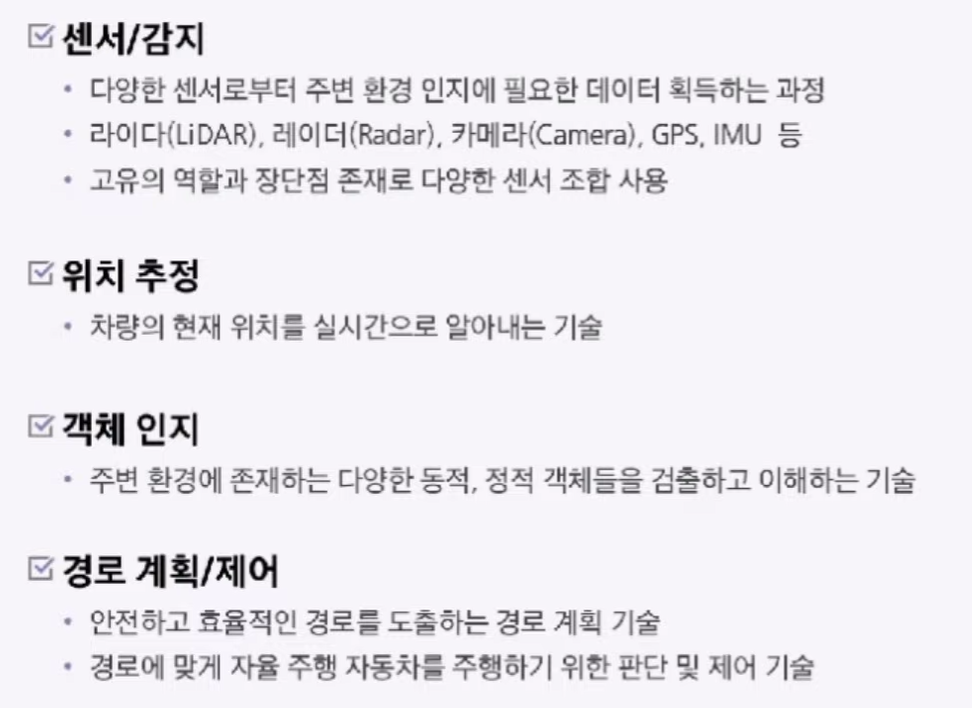 센서/감지
다양한 센서로부터 주변 환경 인지에 필요한 데이터 획득하는 과정
라이다(LiDAR), 레이더(Radar), 카메라(Camera), GPS, IMU 등
고유의 역할과 장단점 존재로 다양한 센서 조합 사용
위치 추정
차량의 현재 위치를 실시간으로 알아내는 기술
객체 인지
주변 환경에 존재하는 다양한 동적, 정적 객체들을 검출하고 이해하는 기술
경로 계획/제어
안전하고 효율적인 경로를 도출하는 경로 계획 기술
경로에 맞게 자율 주행 자동차를 주행하기 위한 판단 및 제어 기술